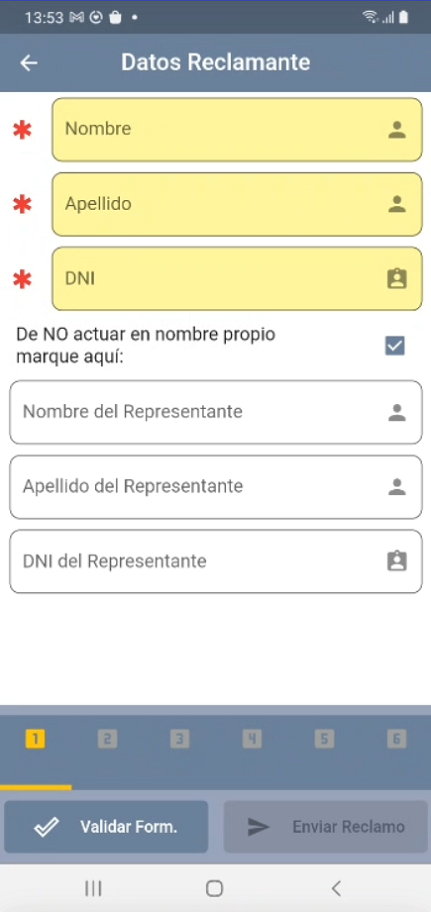 13:53
Datos Reclamante
Nombre
Apellido
DNI
De NO actuar en nombre propio
marque aquí:
Nombre del Representante
Apellido del Representante
DNI del Representante
1 2 3 4 5 6
Validar Form. Enviar Reclamo